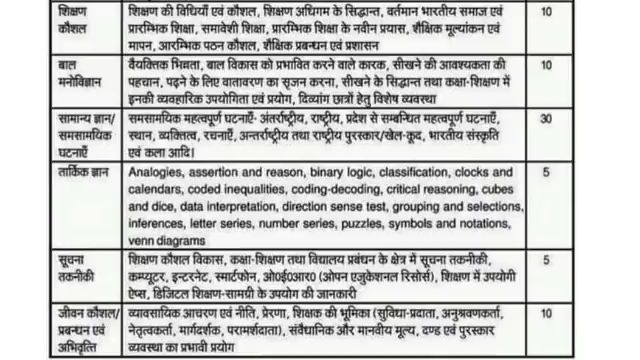 शिक्षण कौशल
शिक्षण की विधियाँ एवं कौशल, शिक्षण अधिगम के सिद्धान्त, वर्तमान भारतीय समाज एवं
प्रारम्भिक शिक्षा, समावेशी शिक्षा, प्रारम्भिक शिक्षा के नवीन प्रयास, शैक्षिक मूल्यांकन एवं
मापन, आरम्भिक पठन कौशल, शैक्षिक प्रबन्धन एवं प्रशासन
10
बाल
मनोविज्ञान
वैयक्तिक भिन्नता, बाल विकास को प्रभावित करने वाले कारक, सीखने की आवश्यकता की
पहचान, पढ़ने के लिए वातावरण का सृजन करना, सीखने के सिद्धान्त तथा कक्षा-शिक्षण में
इनकी व्यवहारिक उपयोगिता एवं प्रयोग, दिव्यांग छात्रों हेतु विशेष व्यवस्था
10
सामान्य ज्ञान/
समसामयिक
घटनाएँ
समसामयिक महत्वपूर्ण घटनाएँ- अंतर्राष्ट्रीय, राष्ट्रीय, प्रदेश से सम्बन्धित महत्वपूर्ण घटनाएँ,
स्थान, व्यक्तित्व, रचनाएँ, अन्तर्राष्ट्रीय तथा राष्ट्रीय पुरस्कार/खेल-कूद, भारतीय संस्कृति
एवं कला आदि।
30
तार्किक ज्ञान
Analogies, assertion and reason, binary logic, classification, clocks and
calendars, coded inequalities, coding-decoding, critical reasoning, cubes
and dice, data interpretation, direction sense test, grouping and selections,
inferences, letter series, number series, puzzles, symbols and notations,
venn diagrams
5
सूचना
तकनीकी
शिक्षण कौशल विकास, कक्षा-शिक्षण तथा विद्यालय प्रबंधन के क्षेत्र में सूचना तकनीकी,
कम्प्यूटर, इन्टरनेट, स्मार्टफोन, ओ0ई0आर0 (ओपन एजुकेशनल रिसोर्स), शिक्षण में उपयोगी
ऐप्स, डिजिटल शिक्षण-सामग्री के उपयोग की जानकारी
5
जीवन कौशल/
प्रबन्धन एवं
अभिवृत्ति
व्यावसायिक आचरण एवं नीति, प्रेरणा, शिक्षक की भूमिका (सुविधा-प्रदाता, अनुश्रवणकर्ता,
नेतृत्वकर्ता, मार्गदर्शक, परामर्शदाता), संवैधानिक और मानवीय मूल्य, दण्ड एवं पुरस्कार
व्यवस्था का प्रभावी प्रयोग
10